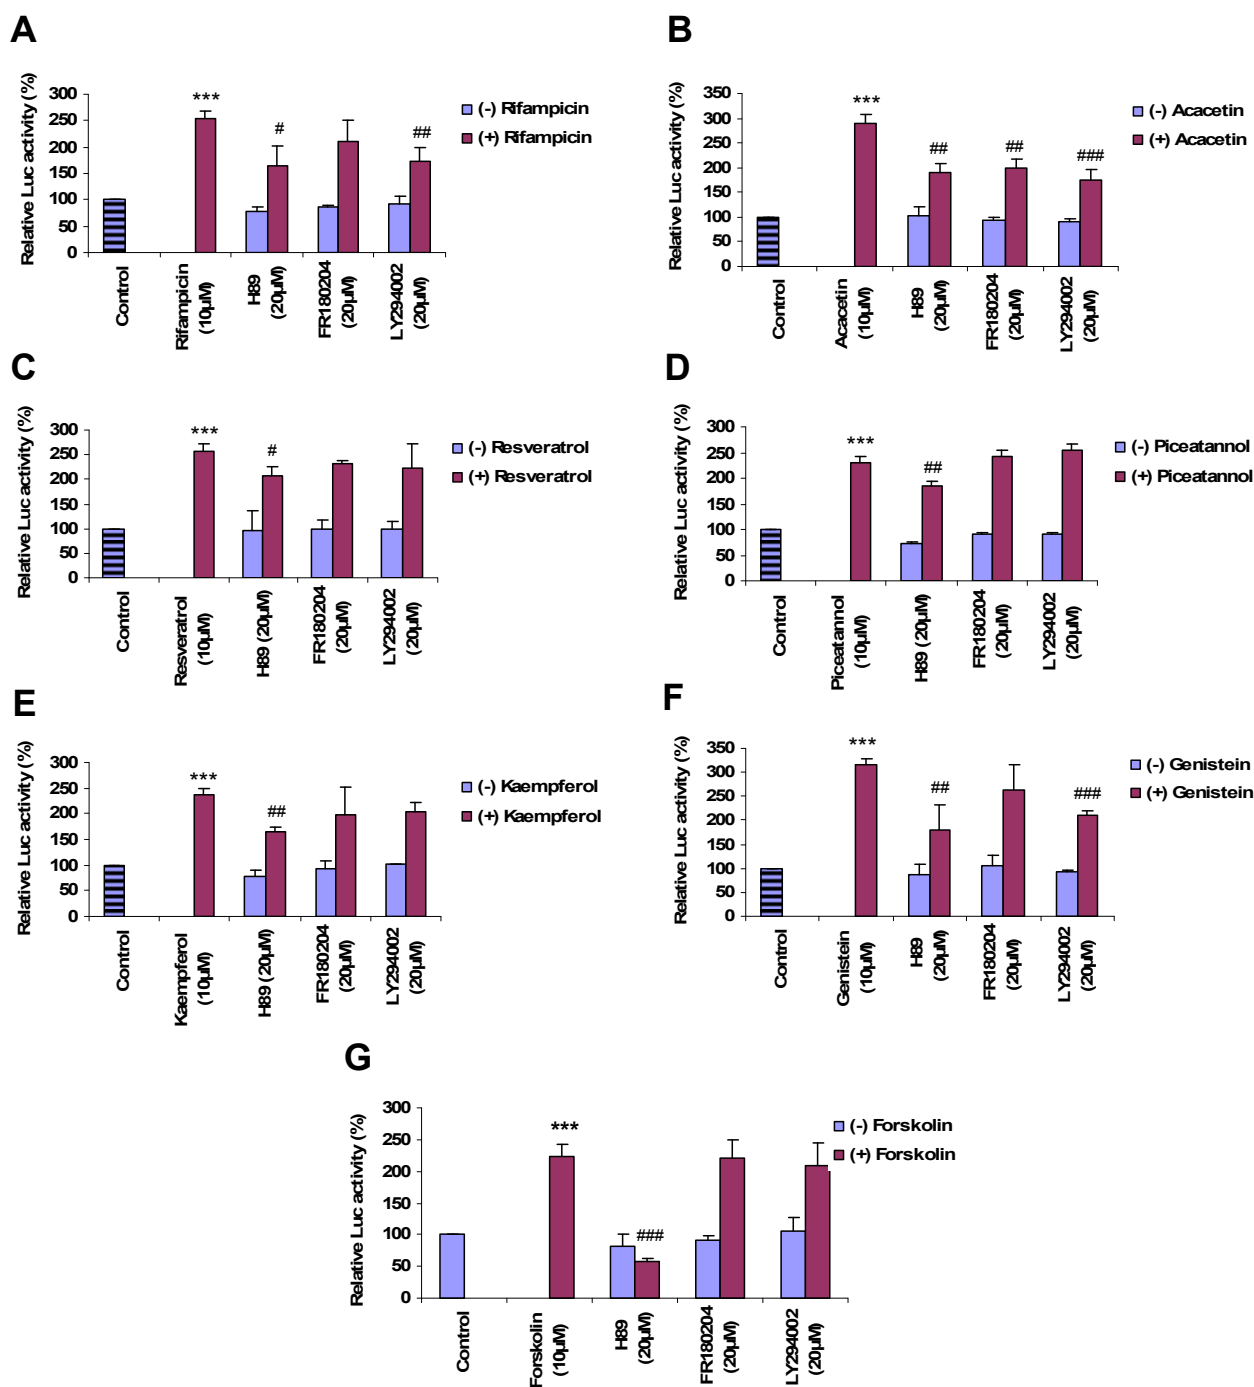 A
Relative Luc activity (%)
300
250
200
150
100
50
0
***
#
##
(-) Rifampicin
(+) Rifampicin
Control
Rifampicin
(10µM)
H89
(20µM)
FR180204
(20µM)
LY294002
(20µM)
B
Relative Luc activity (%)
350
300
250
200
150
100
50
0
***
##
##
###
(-) Acacetin
(+) Acacetin
Control
Acacetin
(10µM)
H89
(20µM)
FR180204
(20µM)
LY294002
(20µM)
C
Relative Luc activity (%)
300
250
200
150
100
50
0
***
#
(-) Resveratrol
(+) Resveratrol
Control
Resveratrol
(10µM)
H89 (20µM)
FR180204
(20µM)
LY294002
(20µM)
D
Relative Luc activity (%)
300
250
200
150
100
50
0
***
##
(-) Piceatannol
(+) Piceatannol
Control
Piceatannol
(10µM)
H89 (20µM)
FR180204
(20µM)
LY294002
(20µM)
E
Relative Luc activity (%)
300
250
200
150
100
50
0
***
##
(-) Kaempferol
(+) Kaempferol
Control
Kaempferol
(10µM)
H89 (20µM)
FR180204
(20µM)
LY294002
(20µM)
F
Relative Luc activity (%)
350
300
250
200
150
100
50
0
***
##
###
(-) Genistein
(+) Genistein
Control
Genistein
(10µM)
H89
(20µM)
FR180204
(20µM)
LY294002
(20µM)
G
Relative Luc activity (%)
300
250
200
150
100
50
0
***
###
(-) Forskolin
(+) Forskolin
Control
Forskolin
(10µM)
H89
(20µM)
FR180204
(20µM)
LY294002
(20µM)